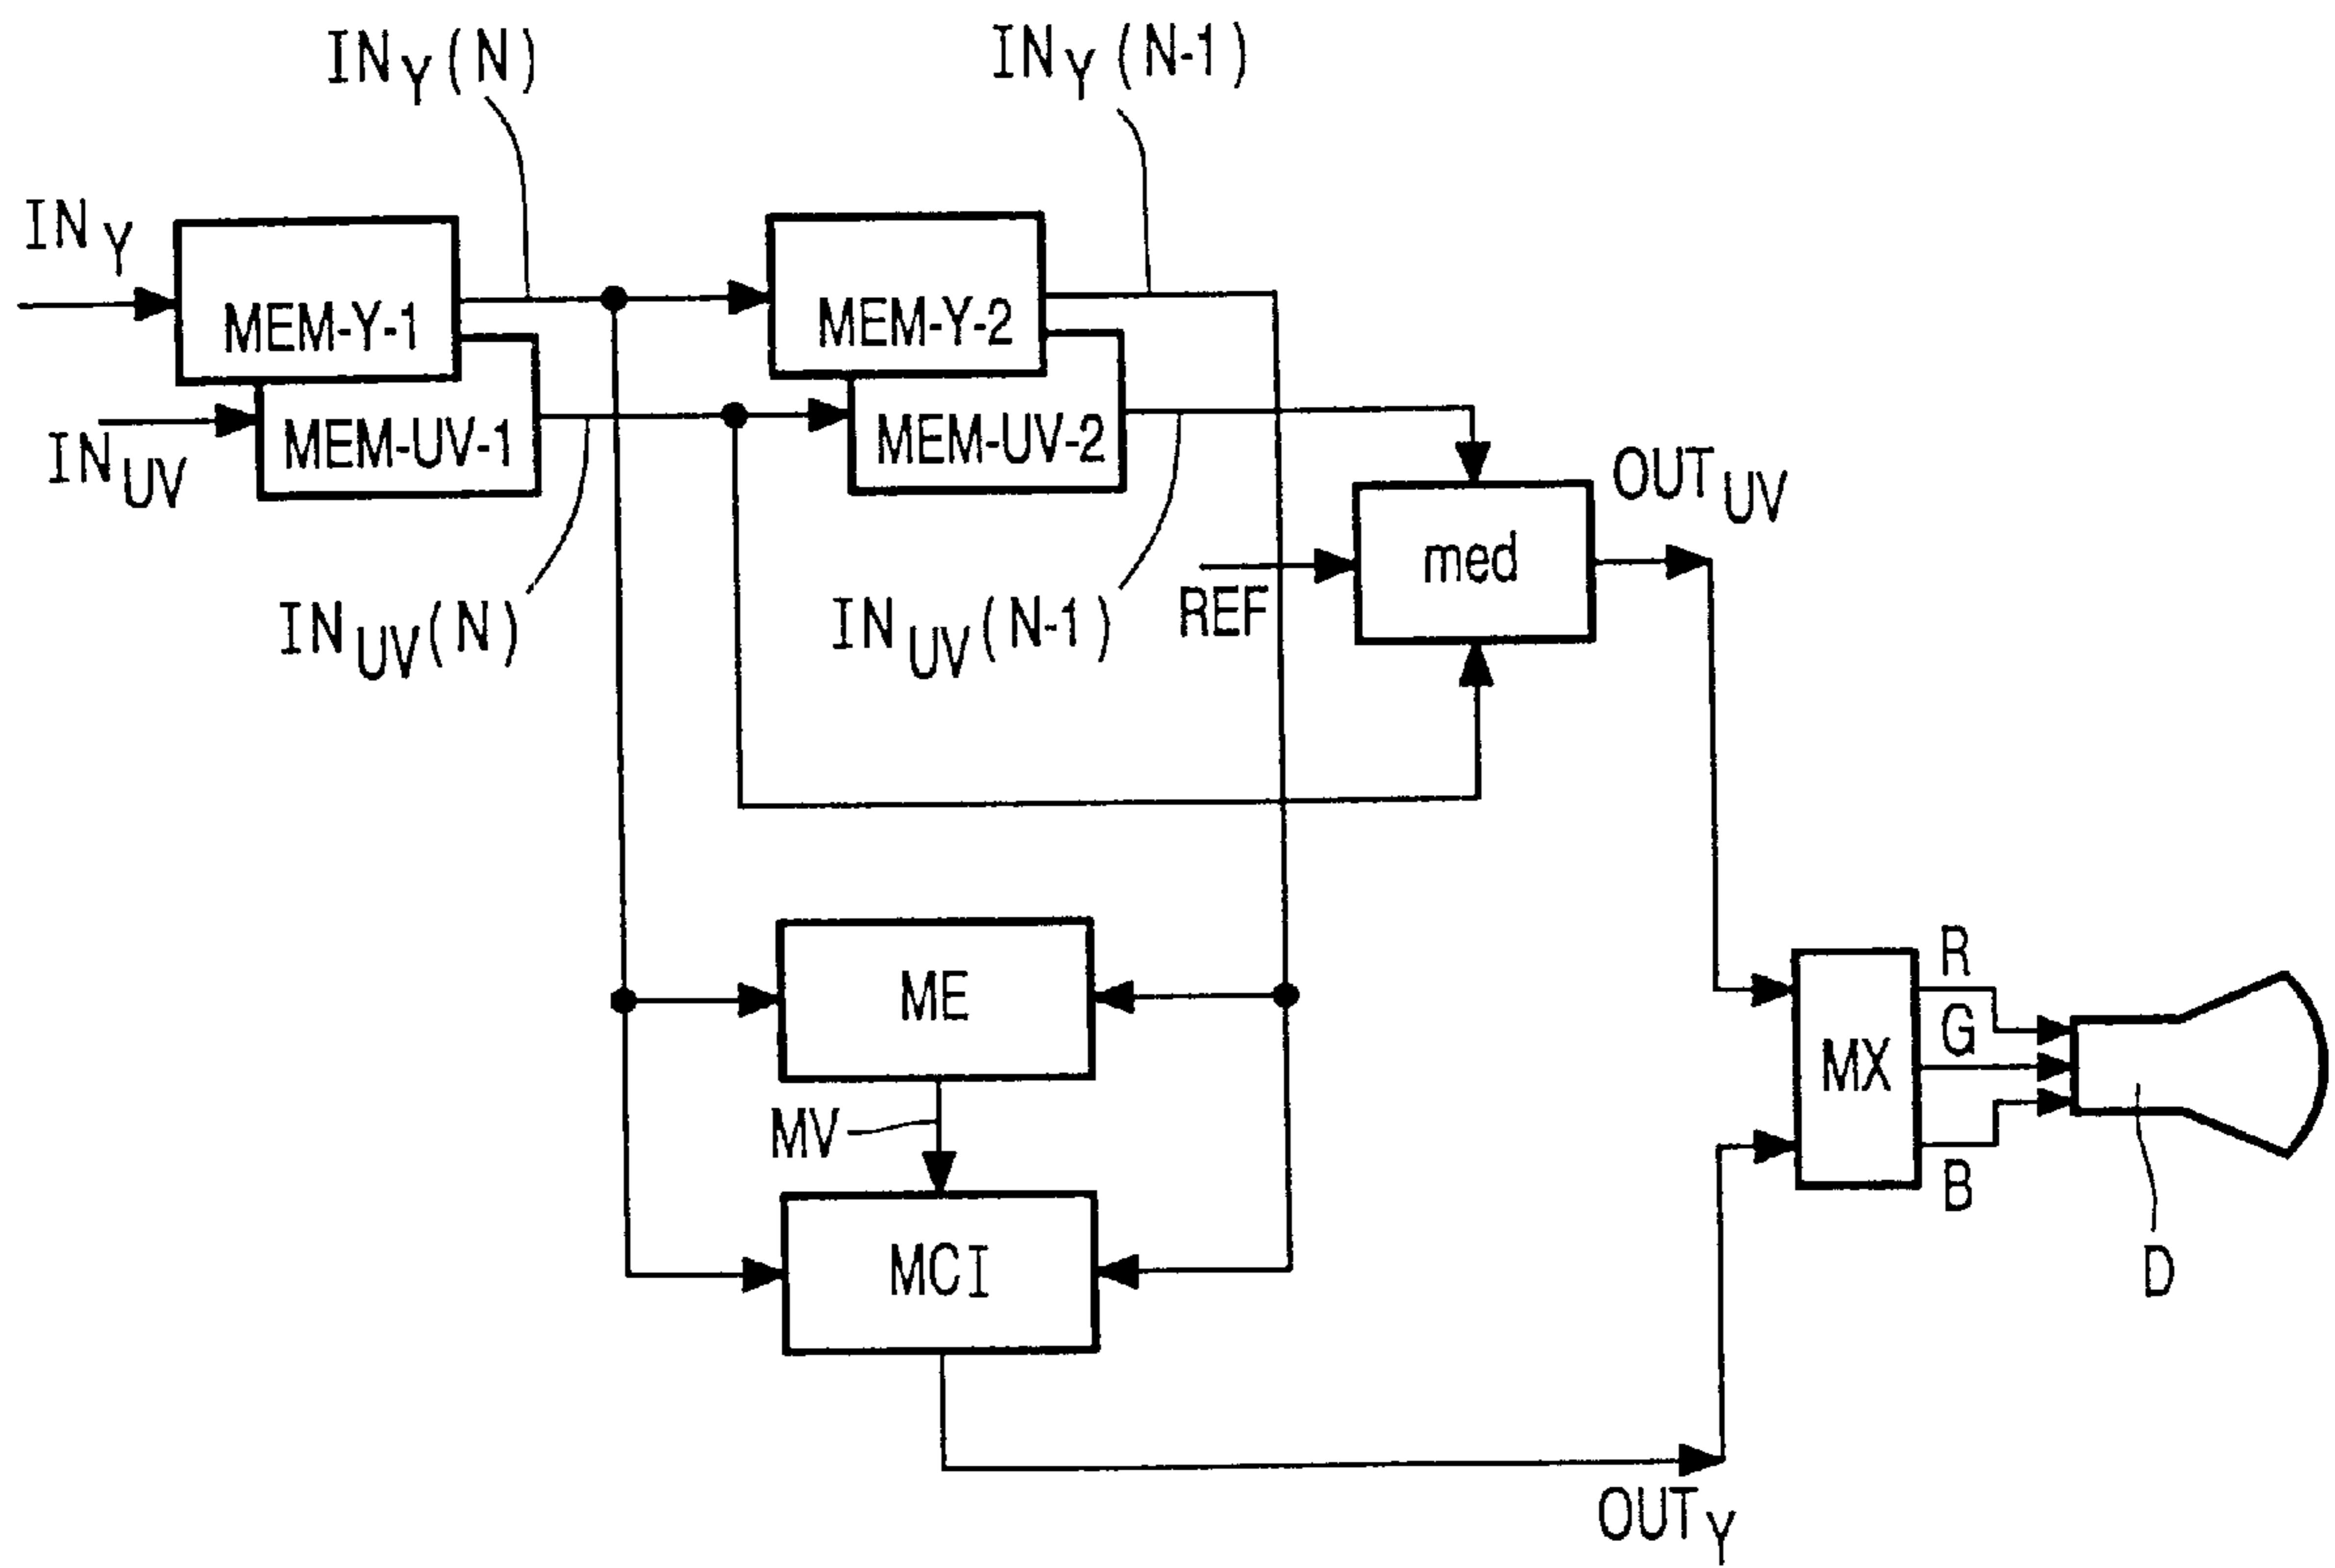 IN_Y(N)
IN_Y(N-1)
IN_Y
MEM-Y-1
MEM-Y-2
IN_UV
MEM-UV-1
MEM-UV-2
OUT_UV
med
REF
IN_UV(N)
IN_UV(N-1)
ME
R
G
MX
B
MV
MCI
D
OUT_Y